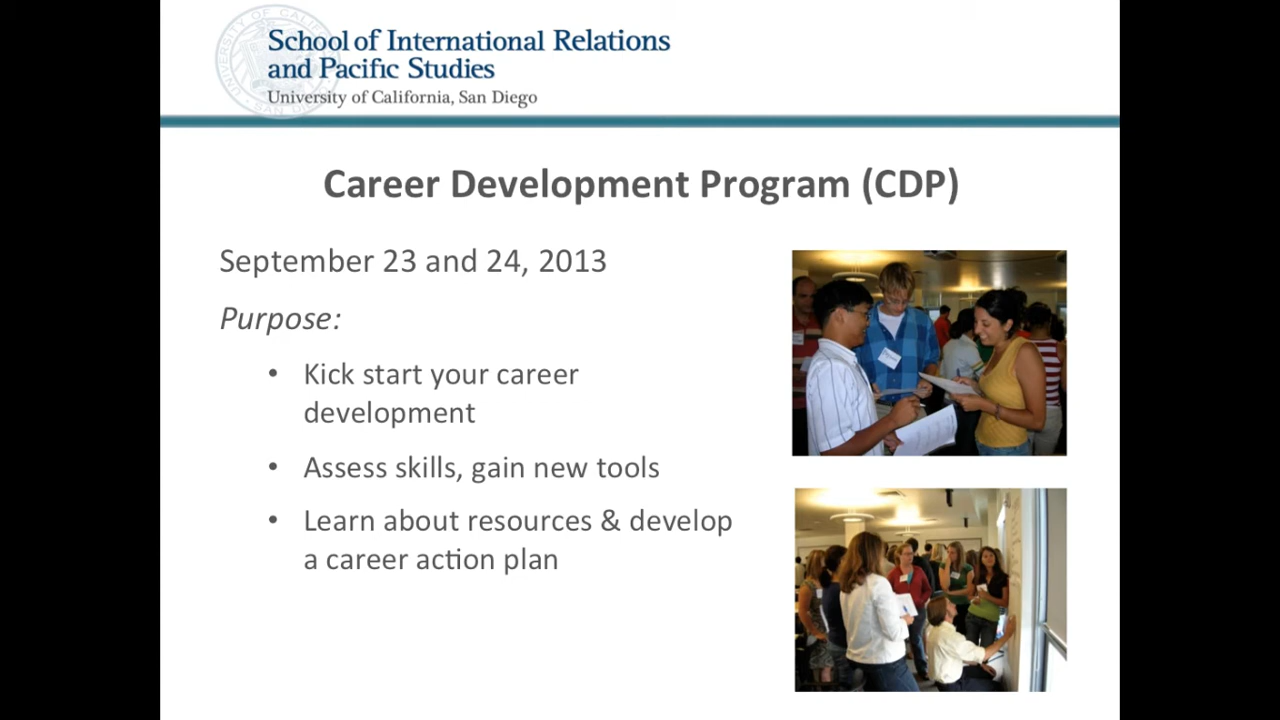 School of International Relations
and Pacific Studies
University of California, San Diego
Career Development Program (CDP)
September 23 and 24, 2013
Purpose:
• Kick start your career
development
• Assess skills, gain new tools
• Learn about resources & develop
a career action plan